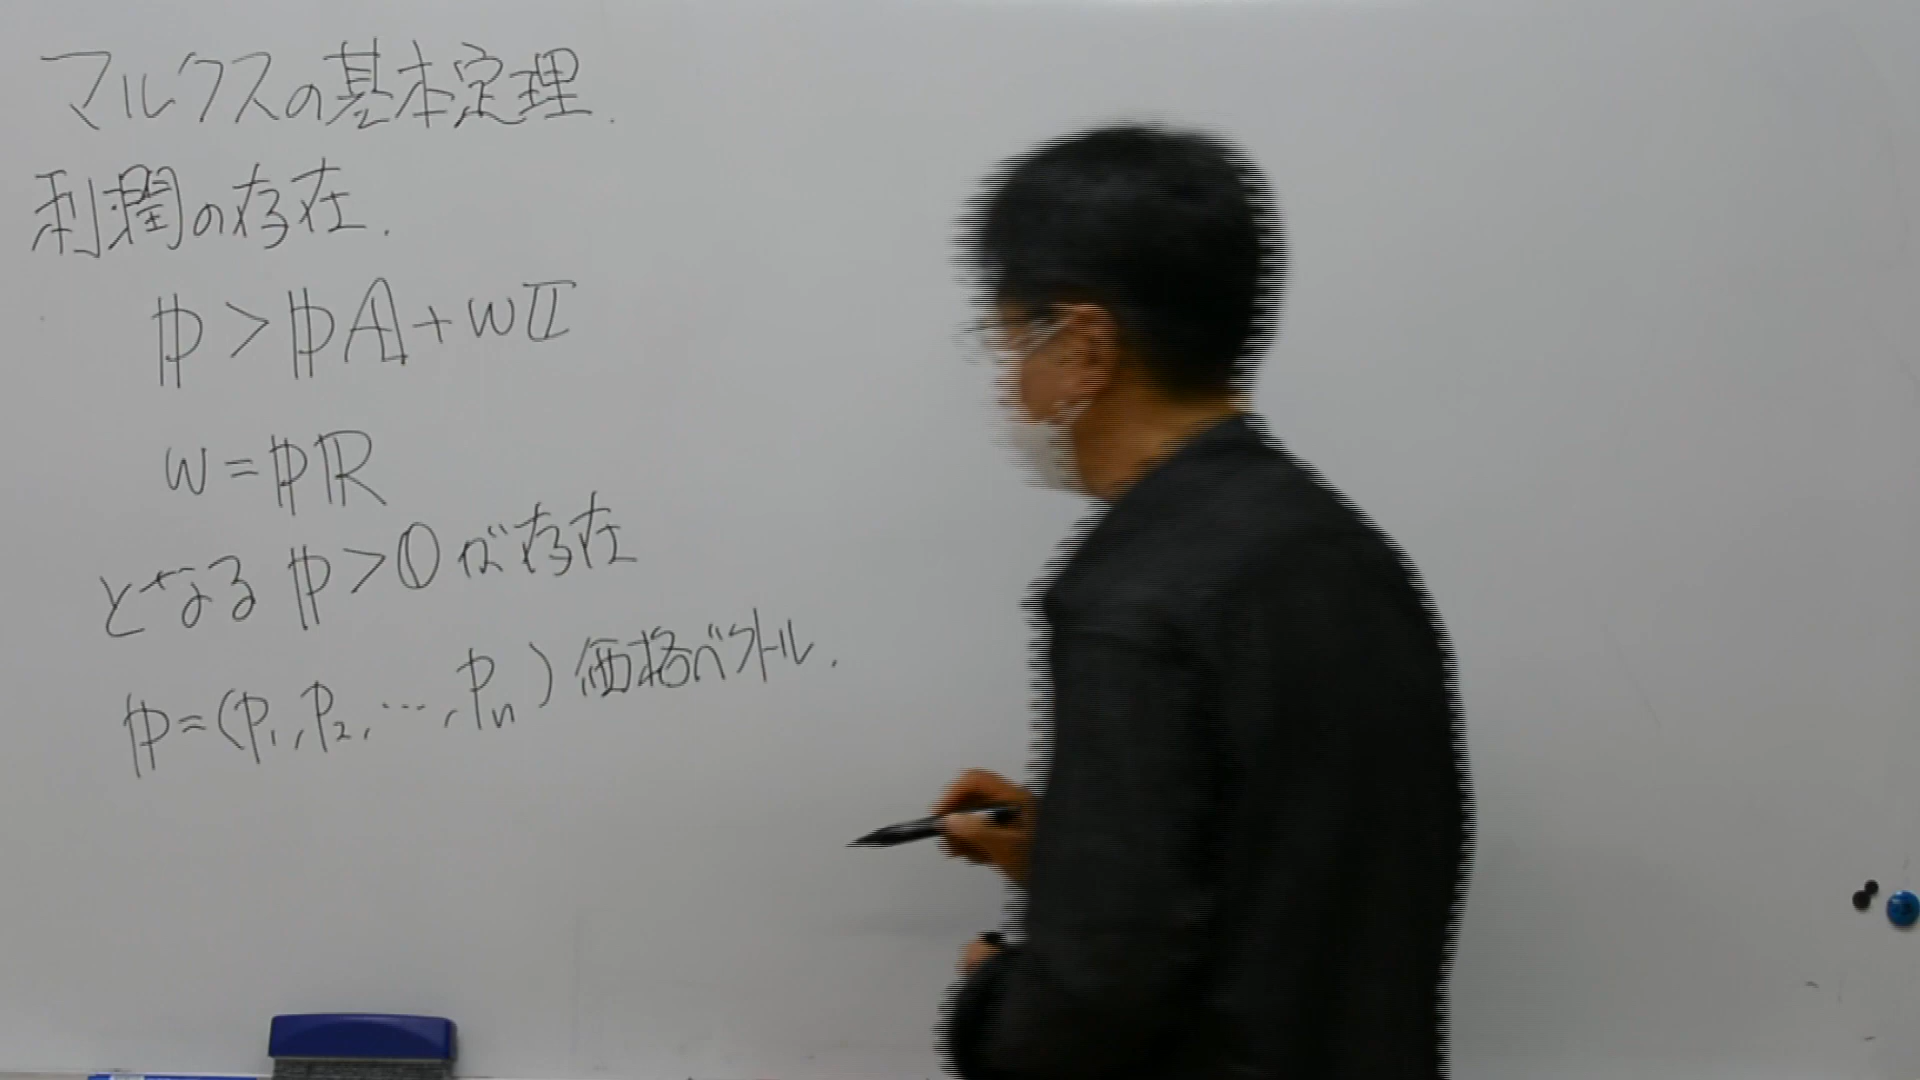 マルクスの基本定理.
利潤の存在.
ℙ > ℙ𝔸 + w𝕀
w = ℙℝ
となる ℙ > 𝟘 が存在
ℙ = (p₁, p₂, …, pₙ) 価格ベクトル.